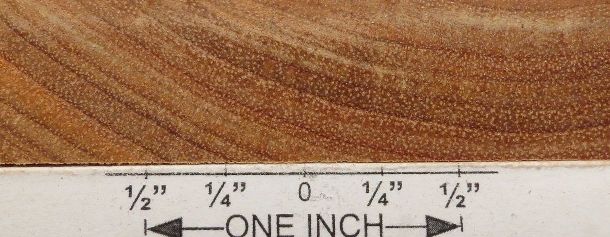 ½” ¼” 0 ¼” ½”
ONE INCH